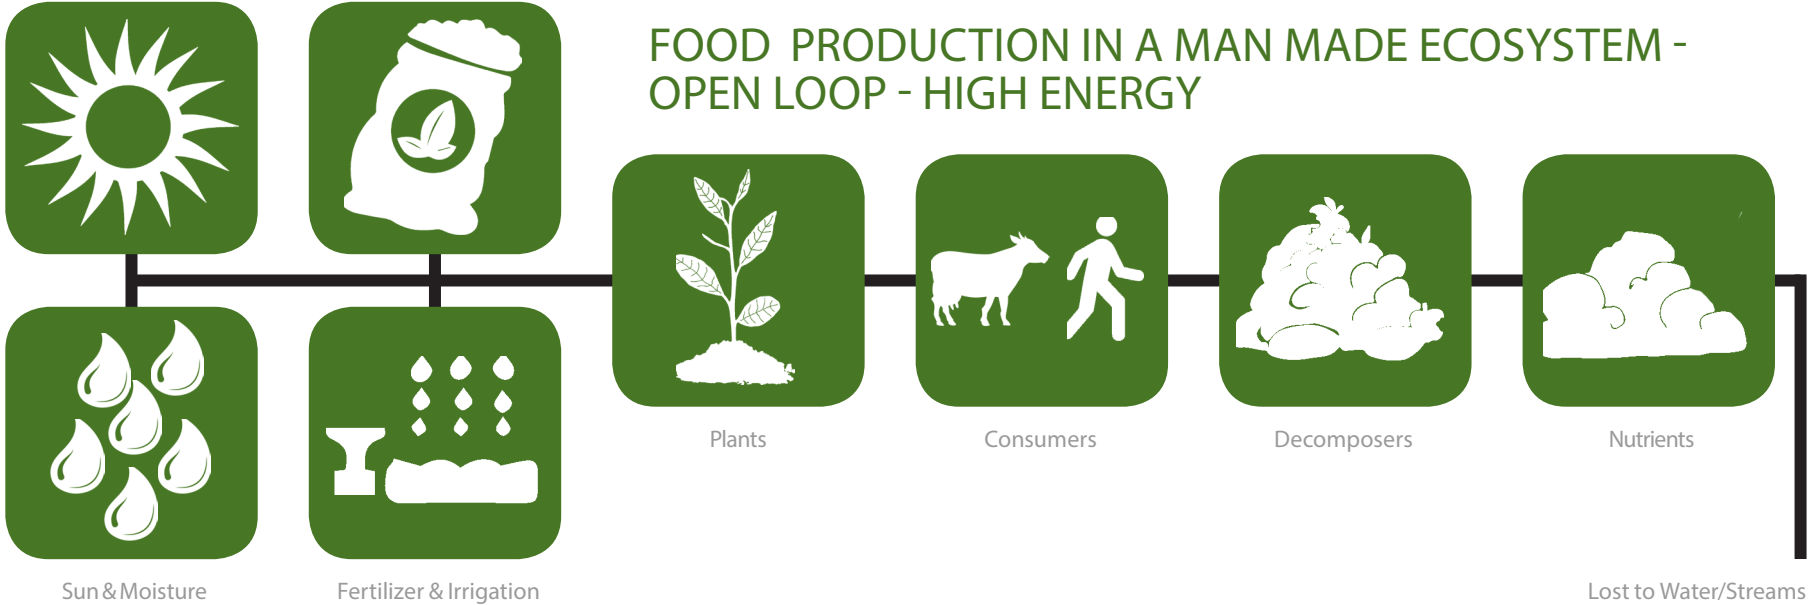 FOOD PRODUCTION IN A MAN MADE ECOSYSTEM -
OPEN LOOP - HIGH ENERGY
Plants
Consumers
Decomposers
Nutrients
Sun & Moisture
Fertilizer & Irrigation
Lost to Water/Streams